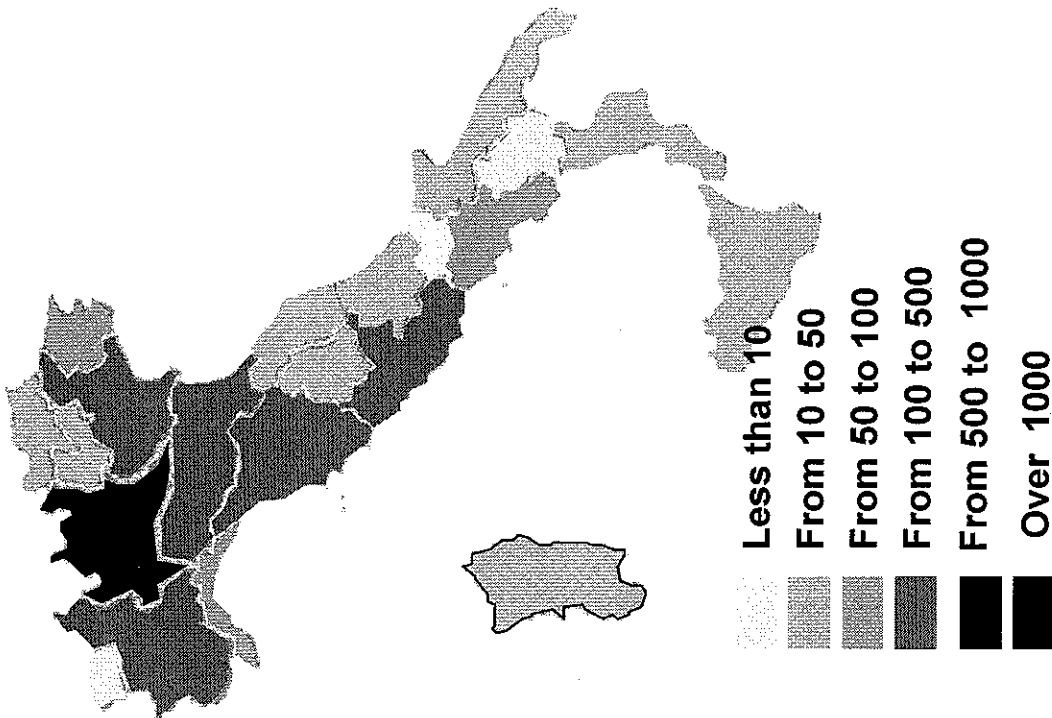 Less than 10
From 10 to 50
From 50 to 100
From 100 to 500
From 500 to 1000
Over 1000